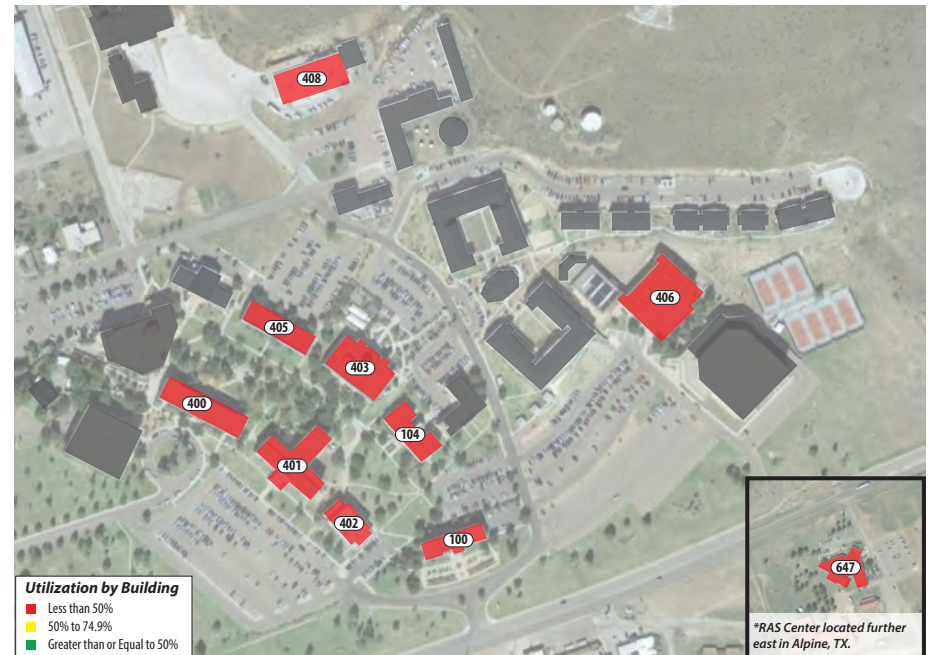 408
406
405
403
400
104
401
402
100
647
Utilization by Building
Less than 50%
50% to 74.9%
Greater than or Equal to 50%
*RAS Center located further
east in Alpine, TX.